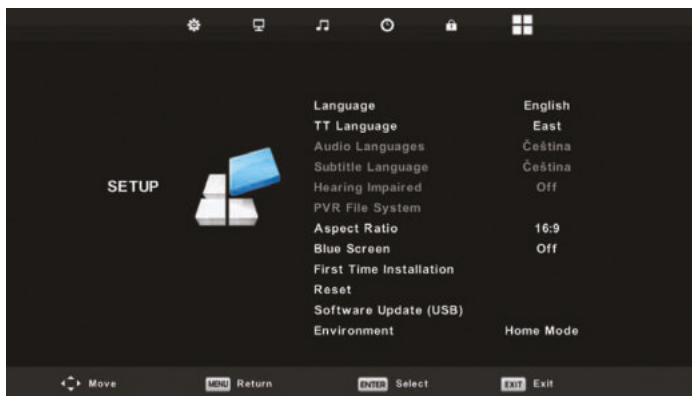 Language English
TT Language East
Audio Languages Čeština
Subtitle Language Čeština
SETUP
Hearing Impaired Off
PVR File System
Aspect Ratio 16:9
Blue Screen Off
First Time Installation
Reset
Software Update (USB)
Environment Home Mode
Move MENU Return ENTER Select EXIT Exit